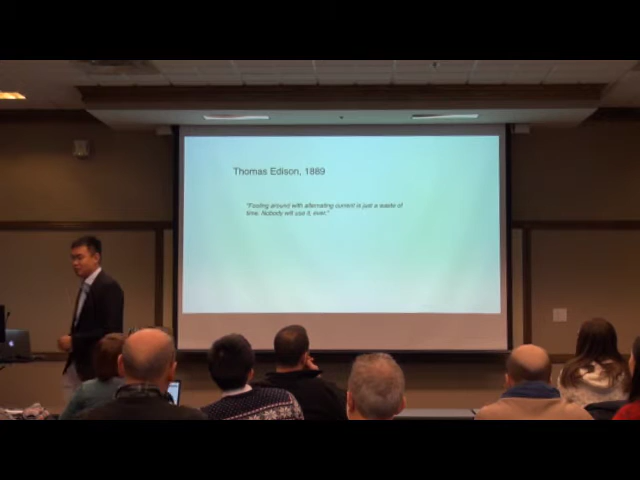 Thomas Edison, 1889
"Fooling around with alternating current is just a waste of
time. Nobody will use it, ever."